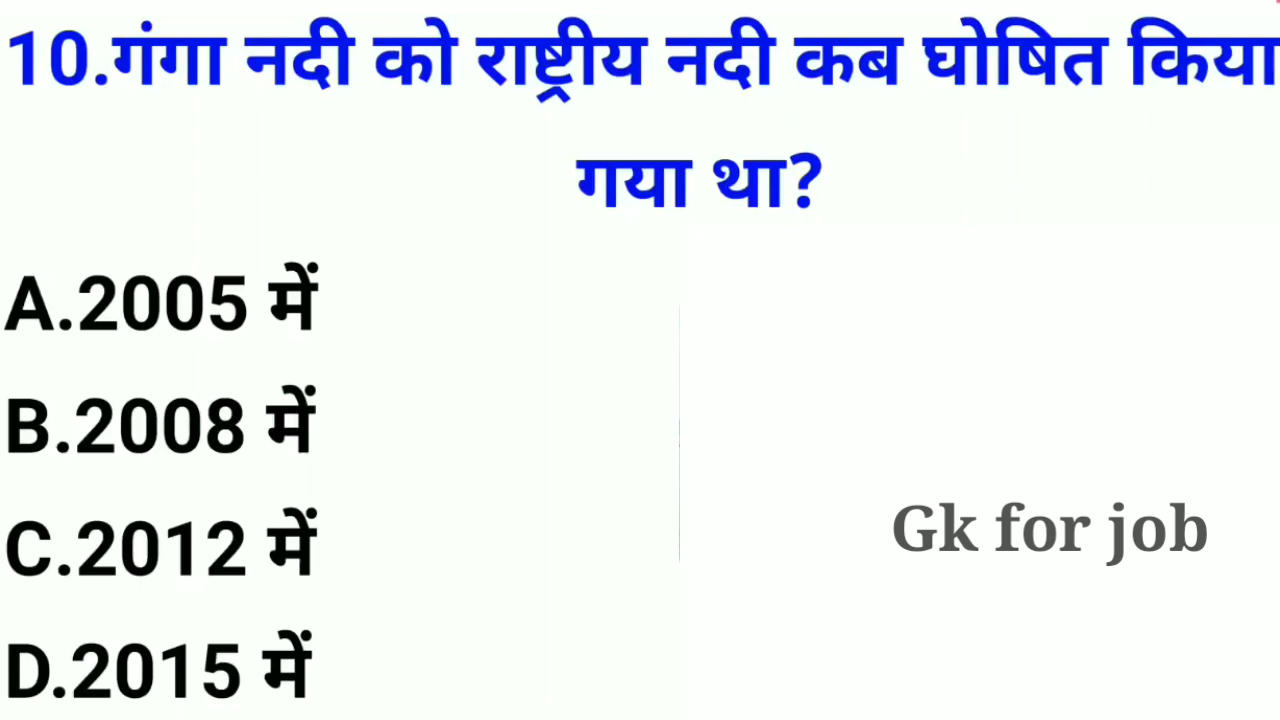 10.गंगा नदी को राष्ट्रीय नदी कब घोषित किया
गया था?
A.2005 में
B.2008 में
C.2012 में
D.2015 में
Gk for job